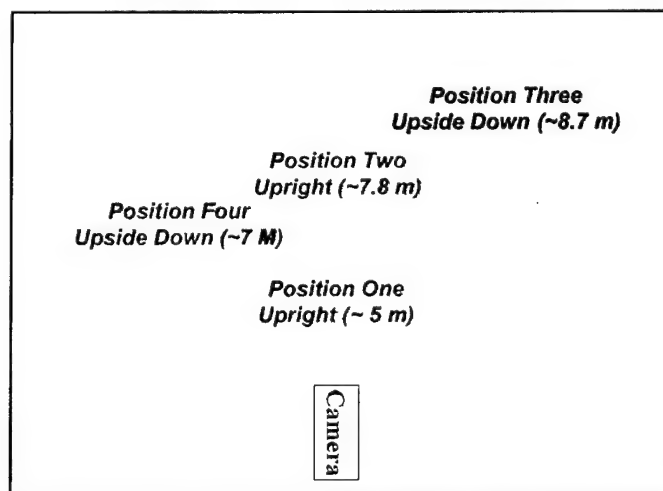 Position Three
Upside Down (~8.7 m)
Position Two
Upright (~7.8 m)
Position Four
Upside Down (~7 M)
Position One
Upright (~ 5 m)
Camera